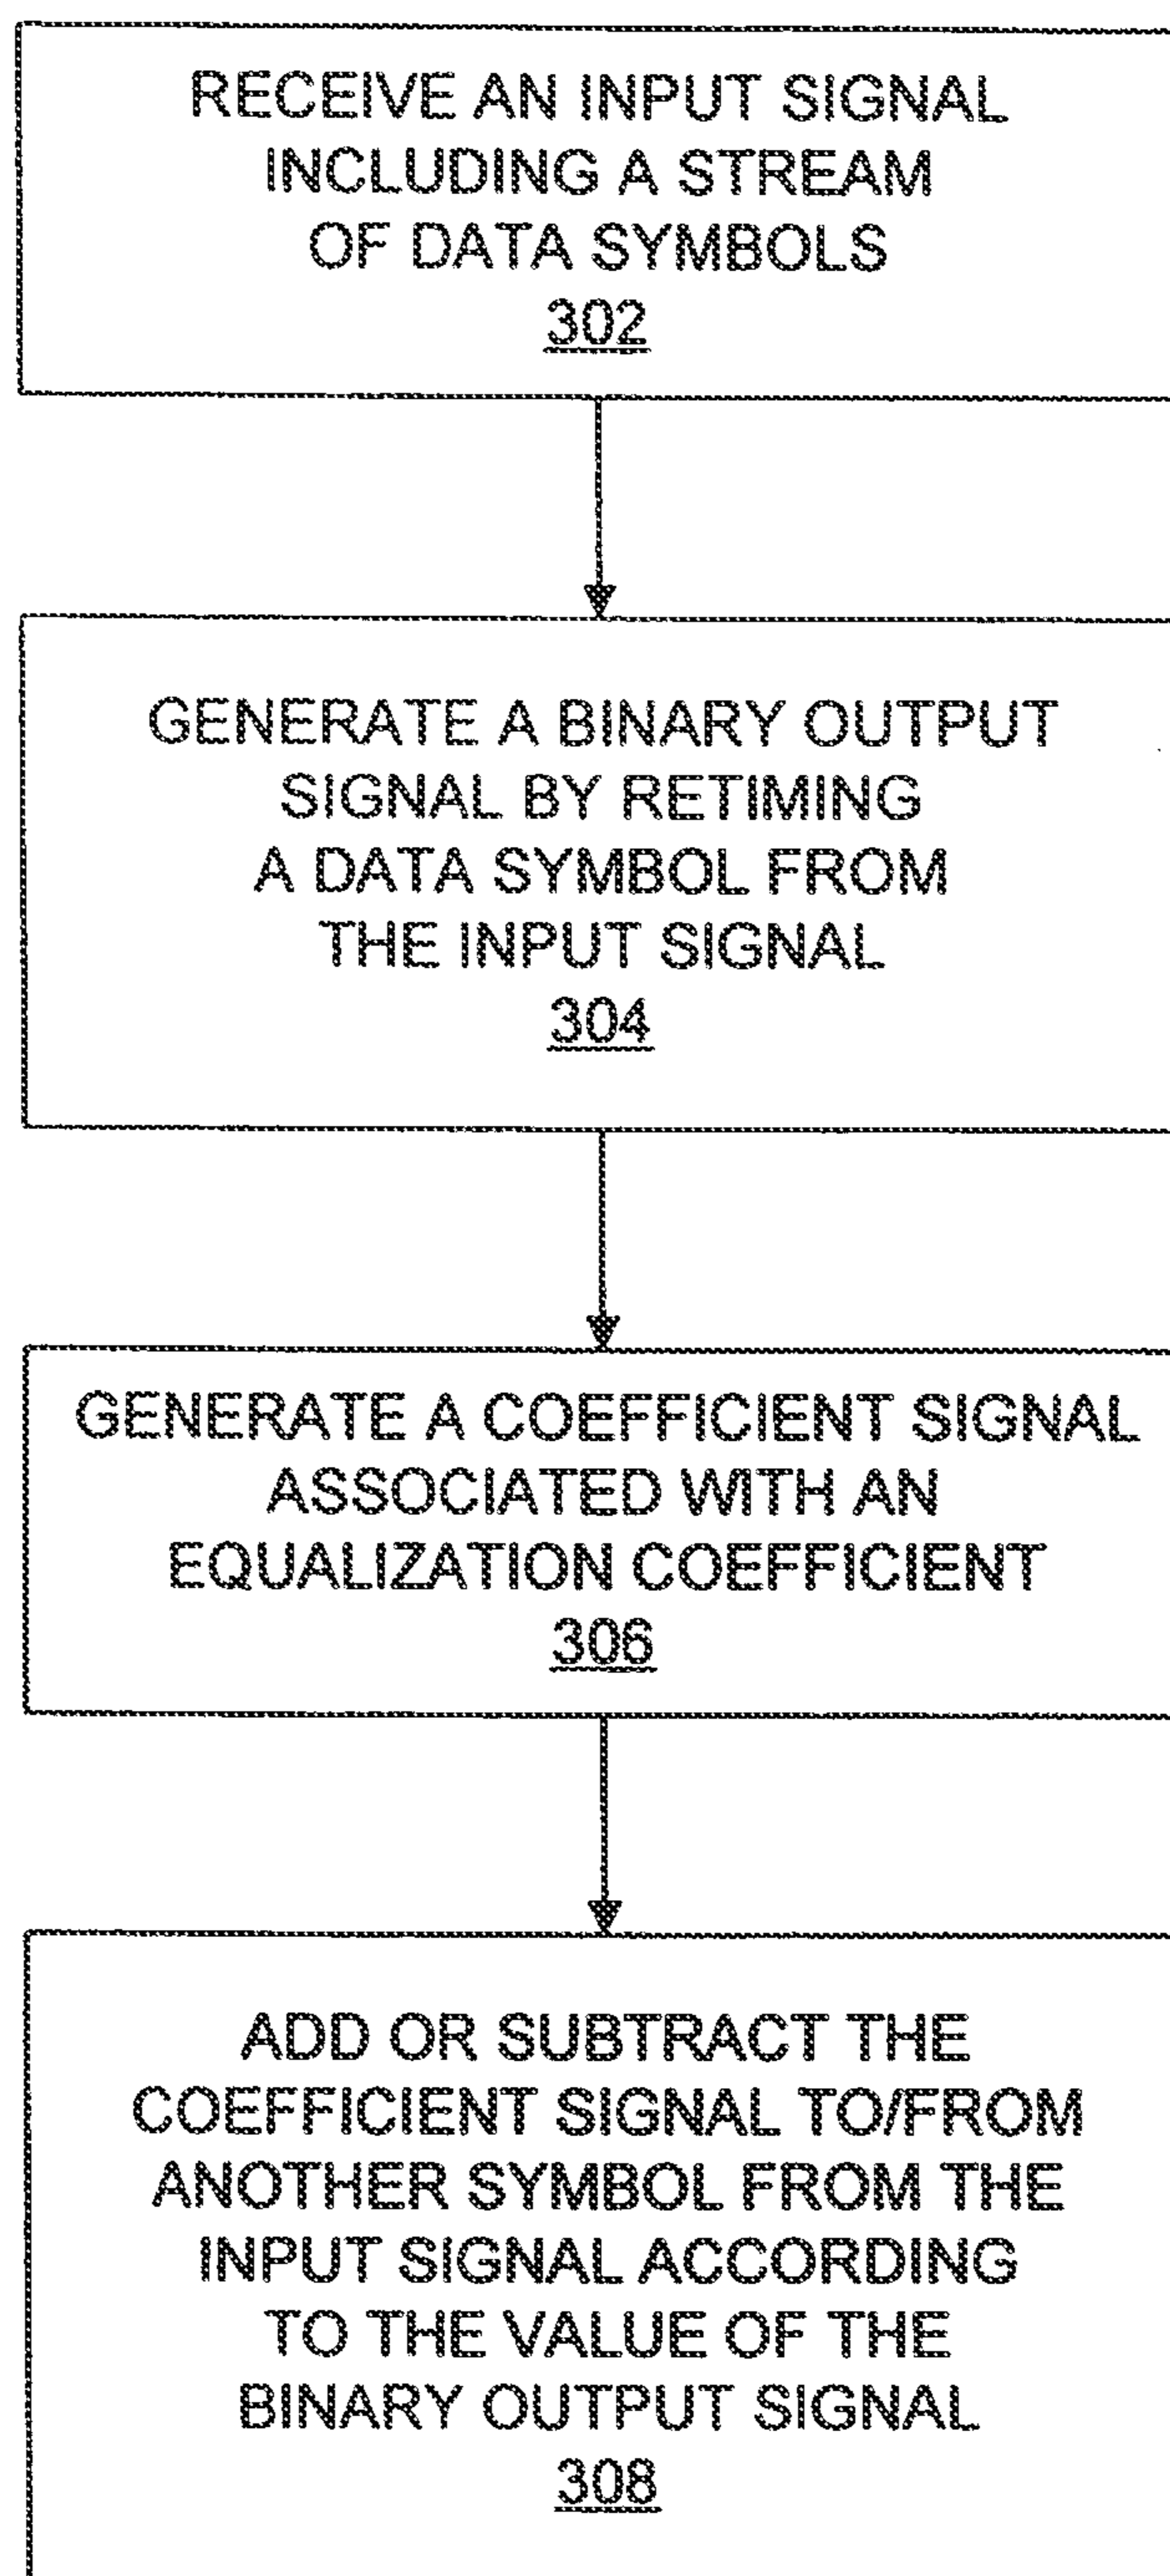 RECEIVE AN INPUT SIGNAL
INCLUDING A STREAM
OF DATA SYMBOLS
302
GENERATE A BINARY OUTPUT
SIGNAL BY RETIMING
A DATA SYMBOL FROM
THE INPUT SIGNAL
304
GENERATE A COEFFICIENT SIGNAL
ASSOCIATED WITH AN
EQUALIZATION COEFFICIENT
306
ADD OR SUBTRACT THE
COEFFICIENT SIGNAL TO/FROM
ANOTHER SYMBOL FROM THE
INPUT SIGNAL ACCORDING
TO THE VALUE OF THE
BINARY OUTPUT SIGNAL
308